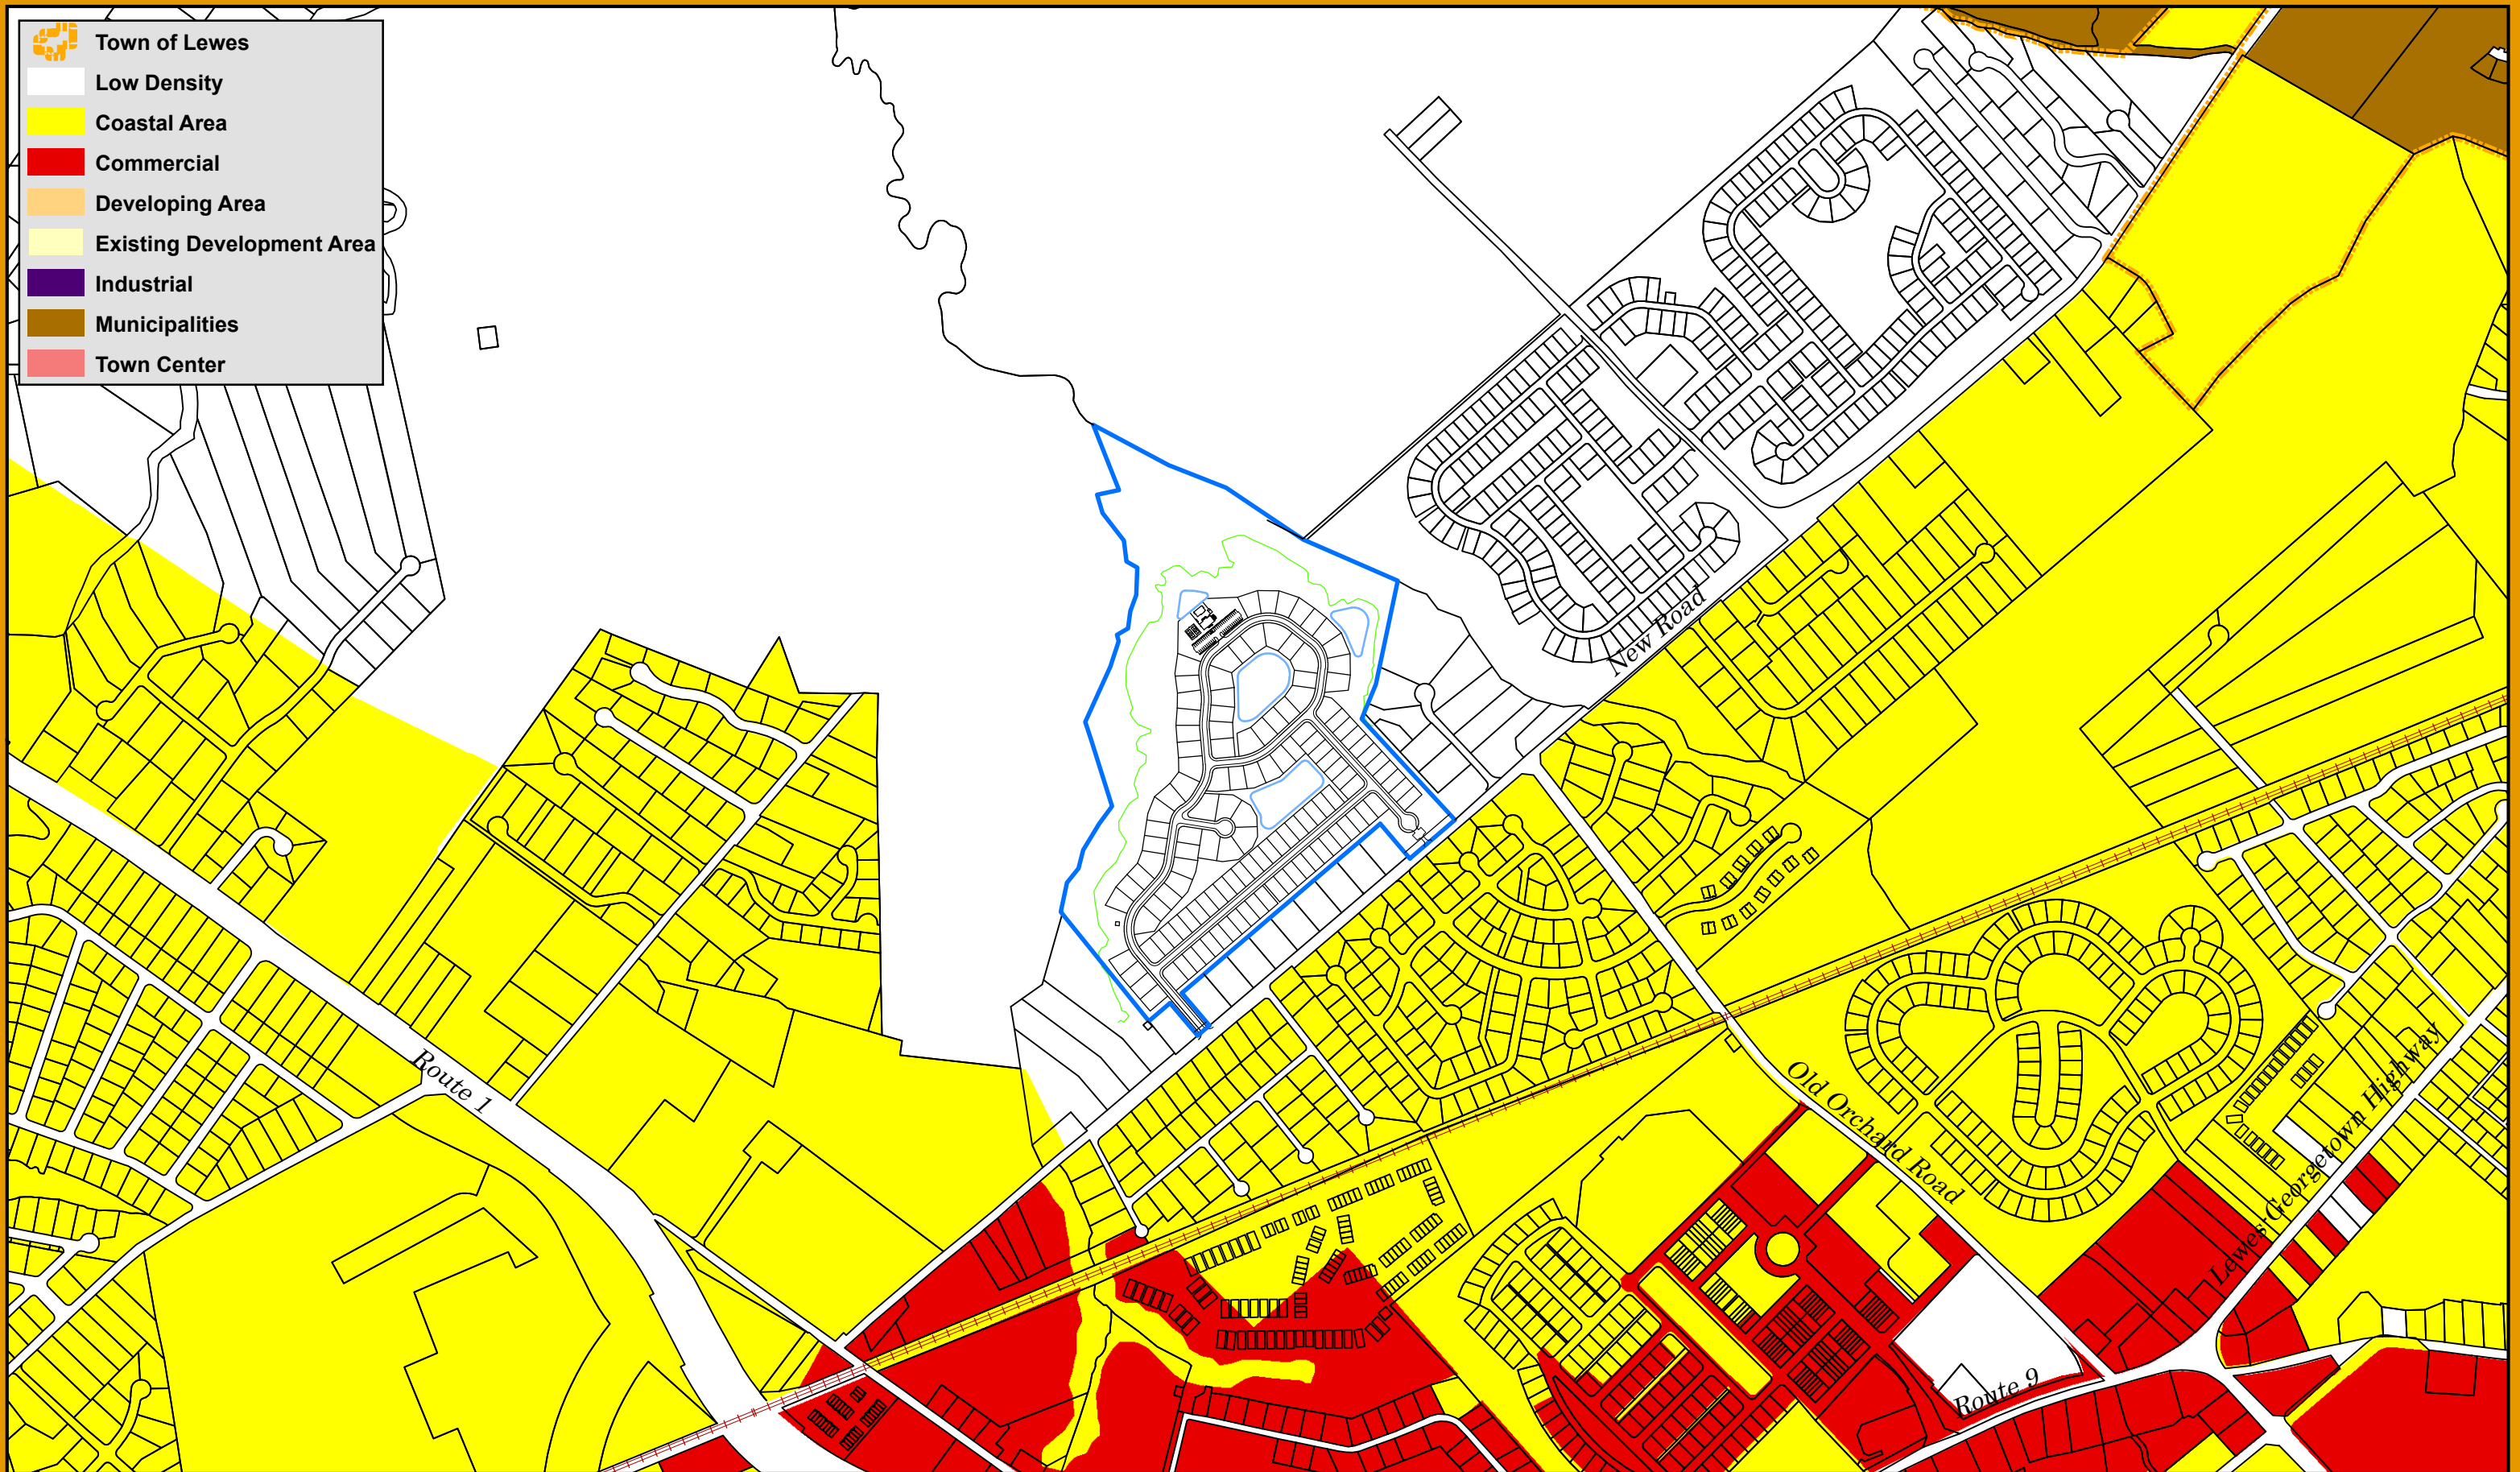 Town of Lewes
Low Density
Coastal Area
Commercial
Developing Area
Existing Development Area
Industrial
Municipalities
Town Center
New Road
Route 1
Old Orchard Road
Lewes Georgetown Highway
Route 9